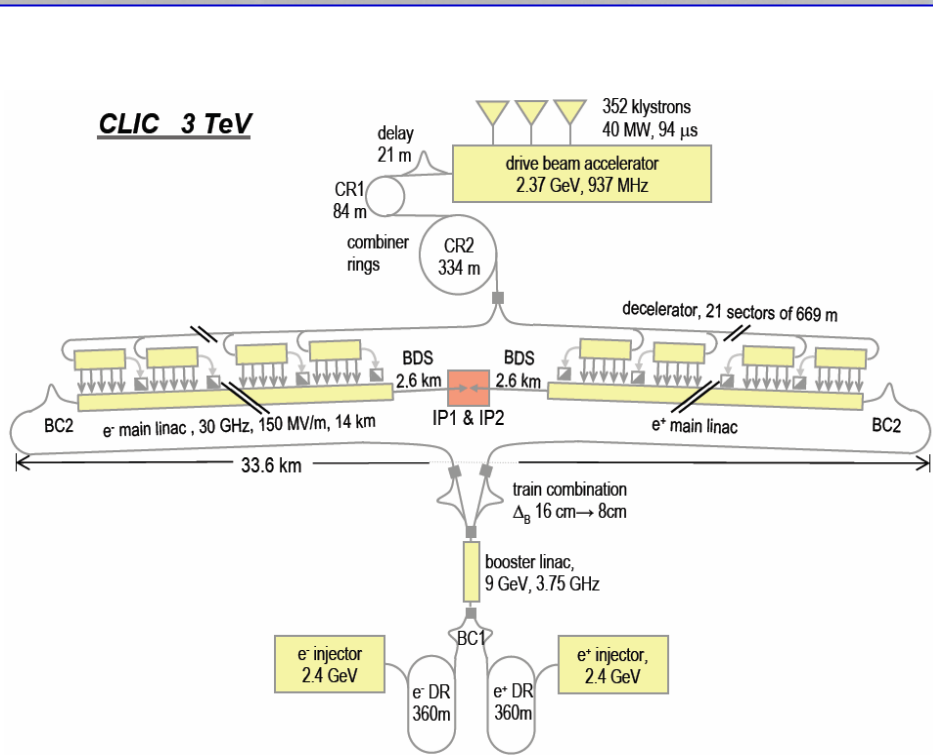 CLIC 3 TeV
352 klystrons
40 MW, 94 μs
delay
21 m
drive beam accelerator
2.37 GeV, 937 MHz
CR1
84 m
combiner
rings
CR2
334 m
decelerator, 21 sectors of 669 m
BDS
2.6 km
BDS
2.6 km
IP1 & IP2
BC2
e⁻ main linac , 30 GHz, 150 MV/m, 14 km
e⁺ main linac
BC2
33.6 km
train combination
Δ_B 16 cm→ 8cm
booster linac,
9 GeV, 3.75 GHz
BC1
e⁻ injector
2.4 GeV
e⁺ injector,
2.4 GeV
e⁻ DR
360m
e⁺ DR
360m